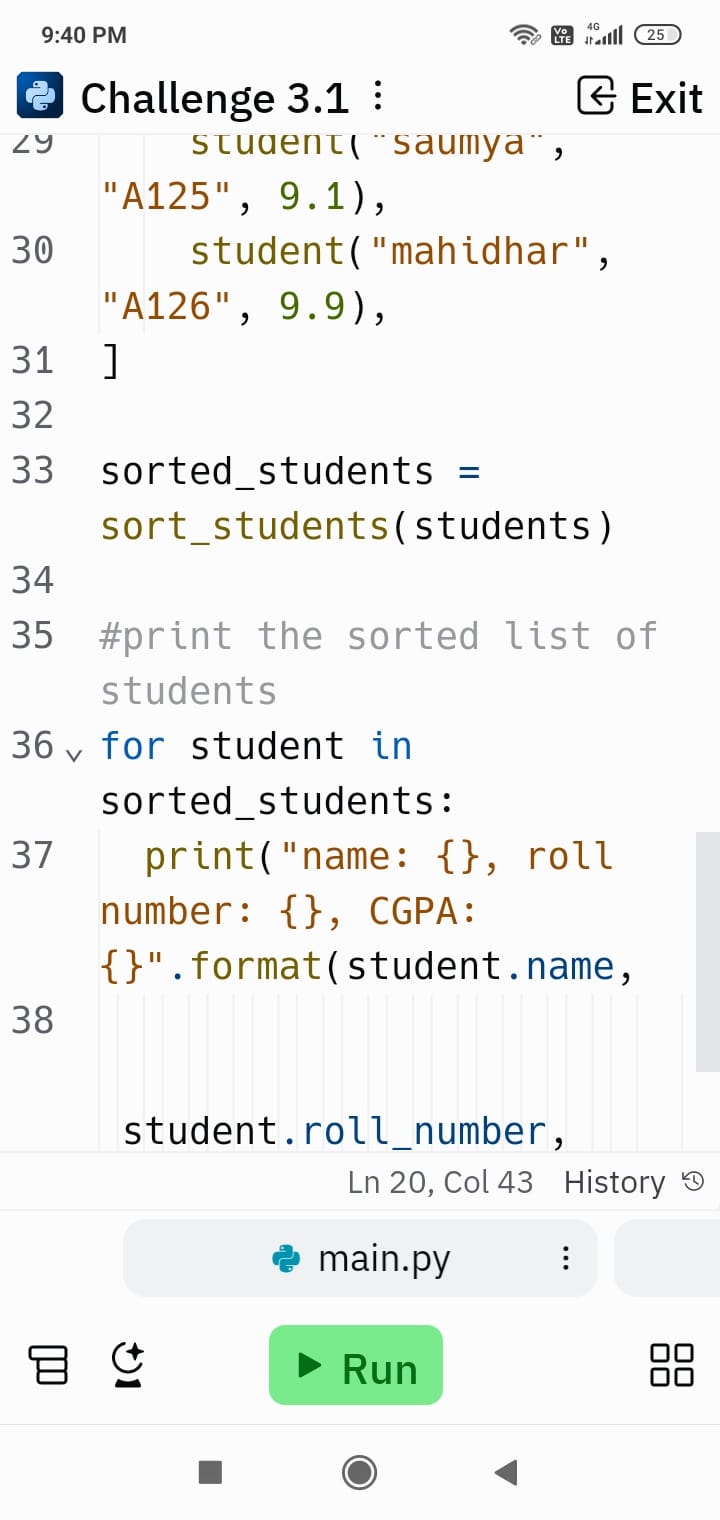 9:40 PM
Vo LTE 4G 25
Challenge 3.1 Exit
29 student("saumya",
"A125", 9.1),
30 student("mahidhar",
"A126", 9.9),
31 ]
32
33 sorted_students =
sort_students(students)
34
35 #print the sorted list of
students
36 for student in
sorted_students:
37 print("name: {}, roll
number: {}, CGPA:
{}".format(student.name,
38
student.roll_number,
Ln 20, Col 43 History
main.py
Run